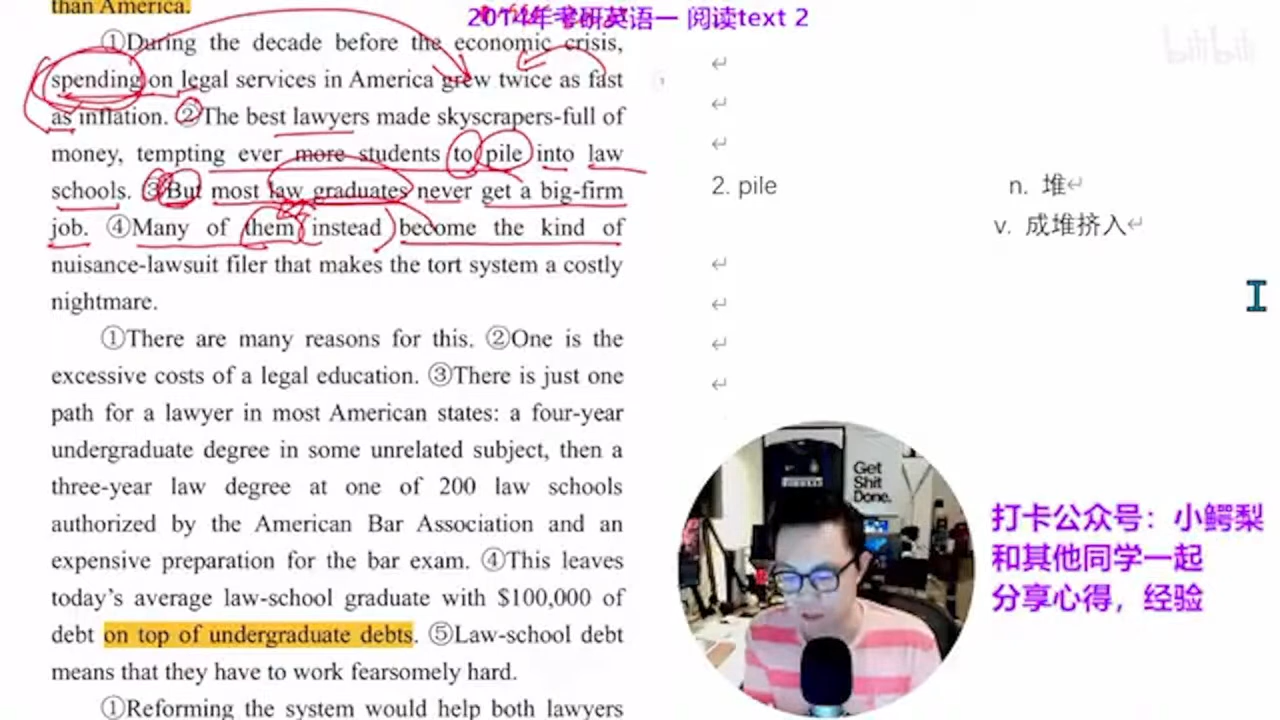 than America.
2014年考研英语一 阅读text 2
①During the decade before the economic crisis,
spending on legal services in America grew twice as fast
as inflation. ②The best lawyers made skyscrapers-full of
money, tempting ever more students to pile into law
schools. ③But most law graduates never get a big-firm
job. ④Many of them instead become the kind of
nuisance-lawsuit filer that makes the tort system a costly
nightmare.
①There are many reasons for this. ②One is the
excessive costs of a legal education. ③There is just one
path for a lawyer in most American states: a four-year
undergraduate degree in some unrelated subject, then a
three-year law degree at one of 200 law schools
authorized by the American Bar Association and an
expensive preparation for the bar exam. ④This leaves
today's average law-school graduate with $100,000 of
debt on top of undergraduate debts. ⑤Law-school debt
means that they have to work fearsomely hard.
①Reforming the system would help both lawyers
bilibili
2. pile n. 堆
v. 成堆挤入
Get
Shit
Done.
打卡公众号：小鳄梨
和其他同学一起
分享心得，经验